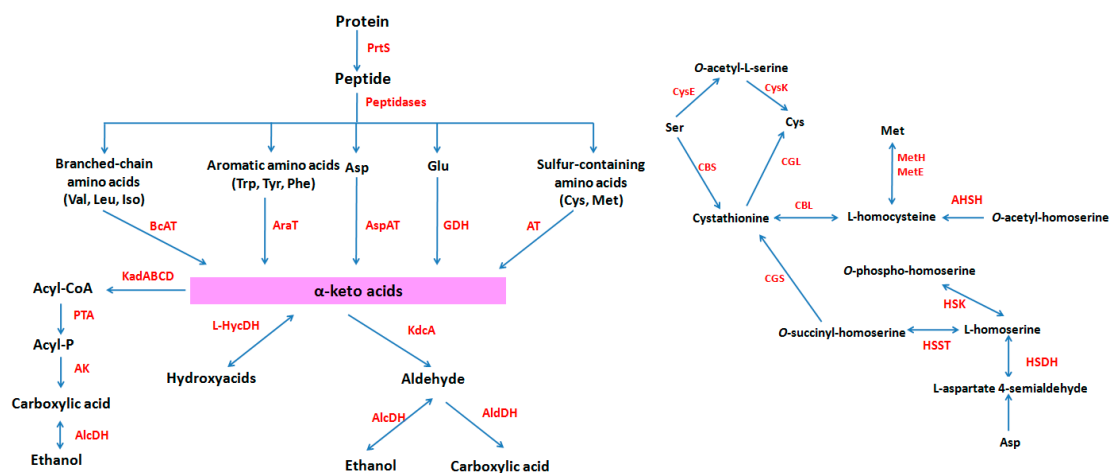 Protein
PrtS
Peptide
Peptidases
Branched-chain
amino acids
(Val, Leu, Iso)
Aromatic amino acids
(Trp, Tyr, Phe)
Asp
Glu
Sulfur-containing
amino acids
(Cys, Met)
BcAT
AraT
AspAT
GDH
AT
KadABCD
Acyl-CoA
α-keto acids
PTA
L-HycDH
KdcA
Acyl-P
AK
Hydroxyacids
Aldehyde
Carboxylic acid
AlcDH
AlcDH
AldDH
Ethanol
Ethanol
Carboxylic acid
O-acetyl-L-serine
CysE
CysK
Ser
Cys
Met
CBS
CGL
MetH
MetE
Cystathionine
CBL
L-homocysteine
AHSH
O-acetyl-homoserine
O-phospho-homoserine
CGS
HSK
O-succinyl-homoserine
HSST
L-homoserine
HSDH
L-aspartate 4-semialdehyde
Asp